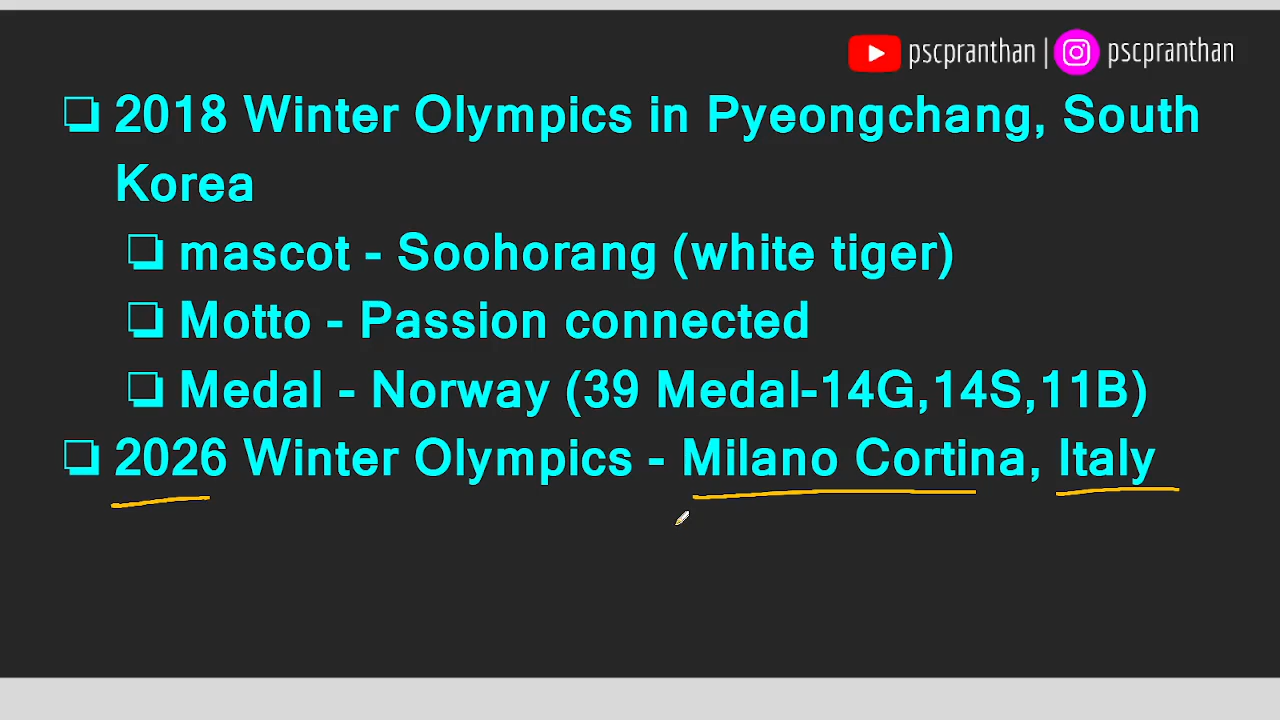 pscpranthan | pscpranthan
❏ 2018 Winter Olympics in Pyeongchang, South
Korea
❏ mascot - Soohorang (white tiger)
❏ Motto - Passion connected
❏ Medal - Norway (39 Medal-14G,14S,11B)
❏ 2026 Winter Olympics - Milano Cortina, Italy